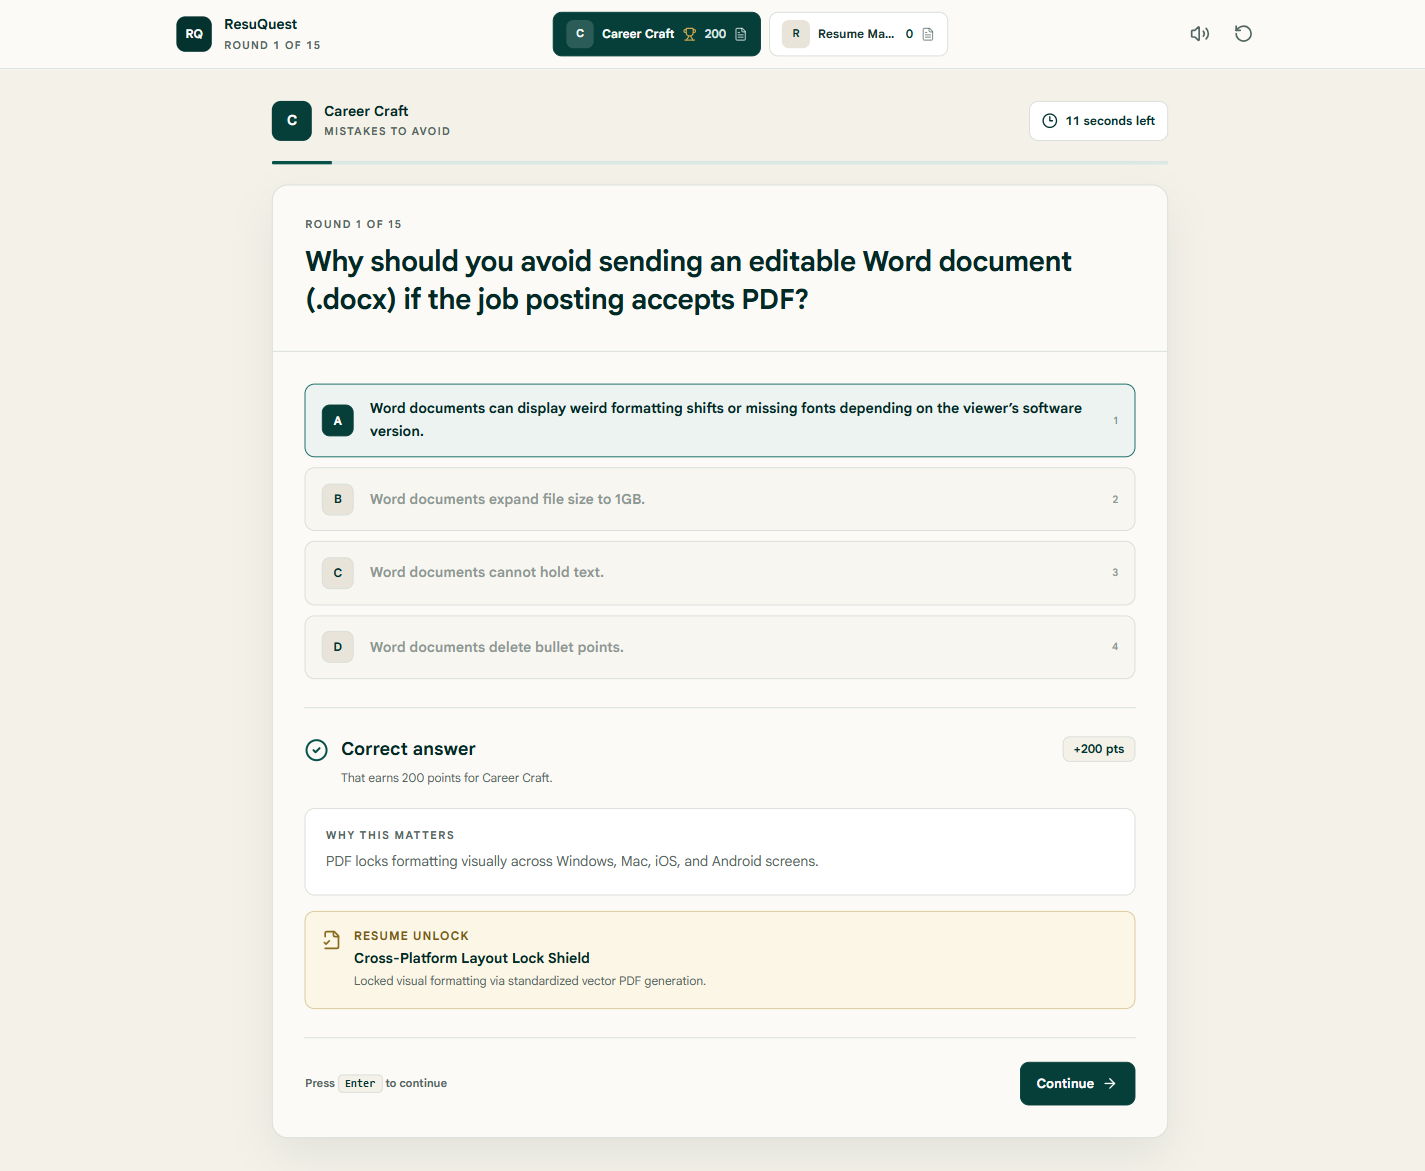 RQ
ResuQuest
ROUND 1 OF 15
C
Career Craft
200
R
Resume Ma...
0
C
Career Craft
MISTAKES TO AVOID
11 seconds left
ROUND 1 OF 15
Why should you avoid sending an editable Word document
(.docx) if the job posting accepts PDF?
A
Word documents can display weird formatting shifts or missing fonts depending on the viewer’s software
version.
1
B
Word documents expand file size to 1GB.
2
C
Word documents cannot hold text.
3
D
Word documents delete bullet points.
4
Correct answer
+200 pts
That earns 200 points for Career Craft.
WHY THIS MATTERS
PDF locks formatting visually across Windows, Mac, iOS, and Android screens.
RESUME UNLOCK
Cross-Platform Layout Lock Shield
Locked visual formatting via standardized vector PDF generation.
Press Enter to continue
Continue